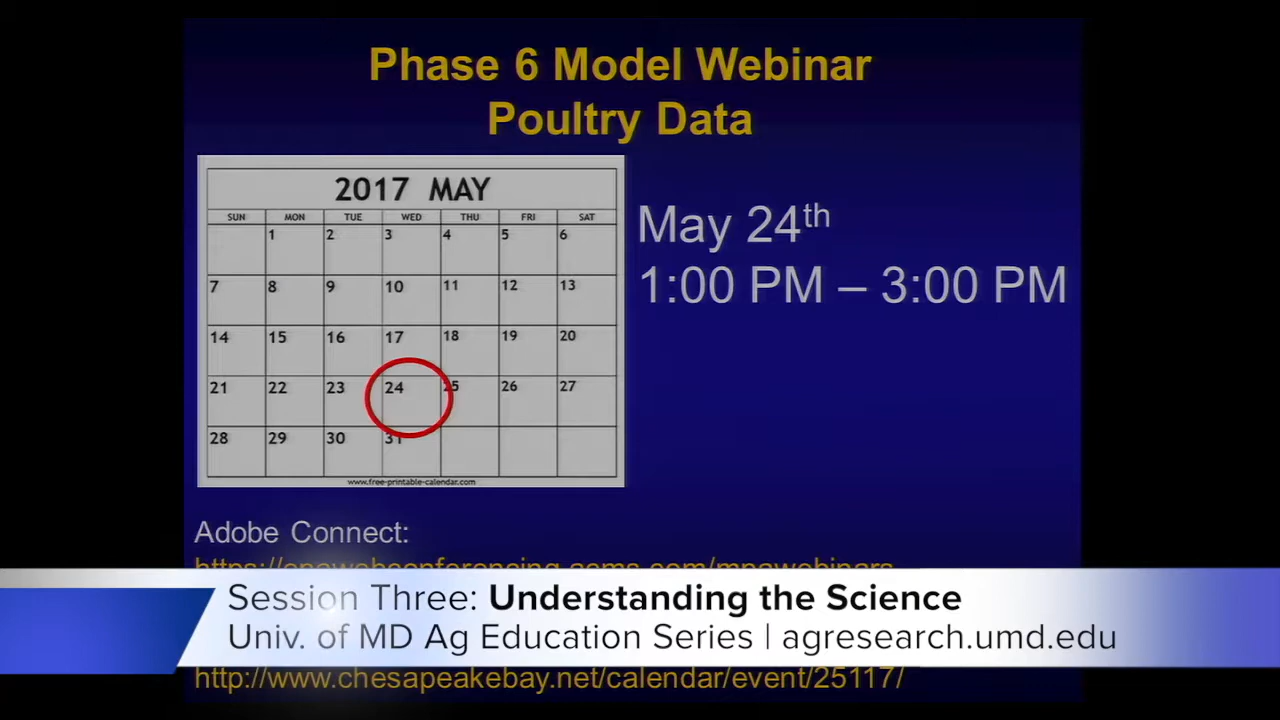 Phase 6 Model Webinar
Poultry Data
2017 MAY
SUN MON TUE WED THU FRI SAT
1 2 3 4 5 6
7 8 9 10 11 12 13
14 15 16 17 18 19 20
21 22 23 24 25 26 27
28 29 30 31
www.free-printable-calendar.com
May 24th
1:00 PM – 3:00 PM
Adobe Connect:
Session Three: Understanding the Science
Univ. of MD Ag Education Series | agresearch.umd.edu
http://www.chesapeakebay.net/calendar/event/25117/